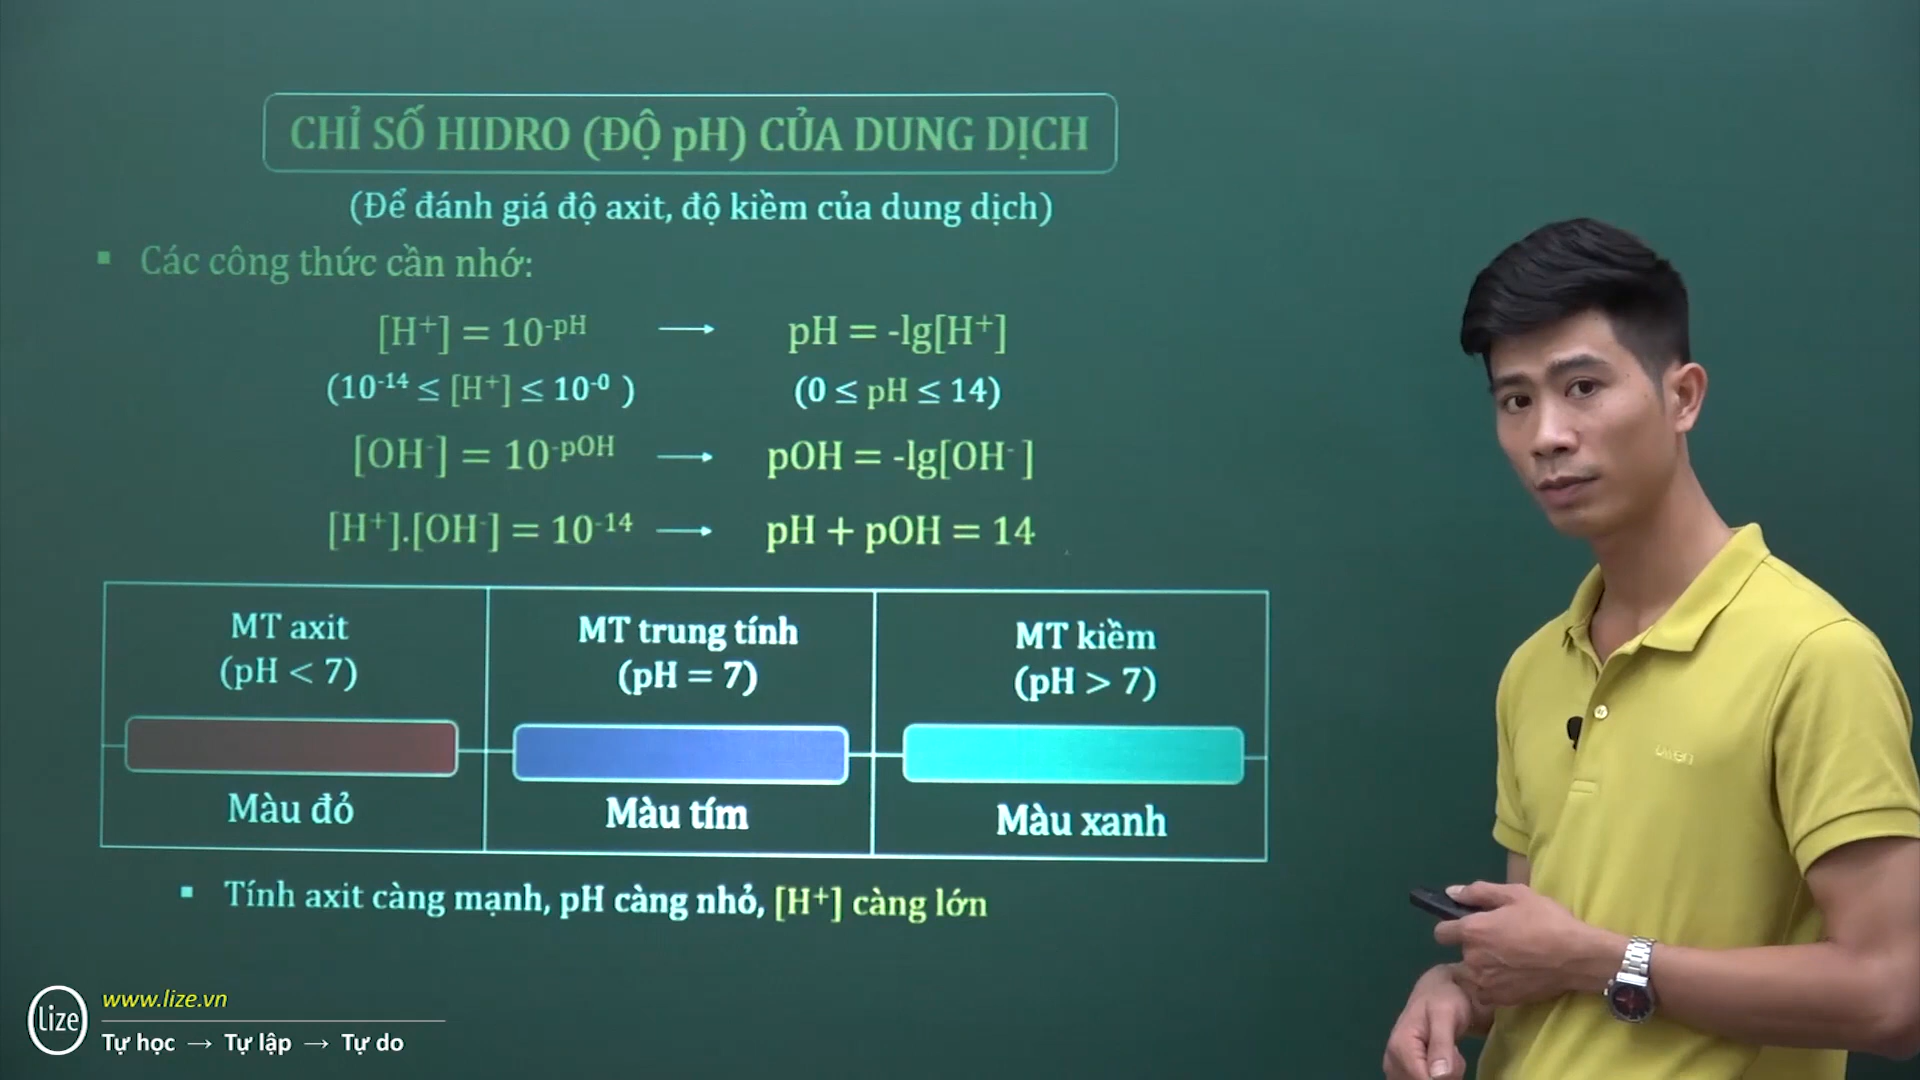 CHỈ SỐ HIDRO (ĐỘ pH) CỦA DUNG DỊCH
(Để đánh giá độ axit, độ kiềm của dung dịch)
▪ Các công thức cần nhớ:
[H⁺] = 10⁻ᵖᴴ → pH = -lg[H⁺]
(10⁻¹⁴ ≤ [H⁺] ≤ 10⁻⁰ ) (0 ≤ pH ≤ 14)
[OH⁻] = 10⁻ᵖᴼᴴ → pOH = -lg[OH⁻ ]
[H⁺].[OH⁻] = 10⁻¹⁴ → pH + pOH = 14
MT axit MT trung tính MT kiềm
(pH < 7) (pH = 7) (pH > 7)
Màu đỏ Màu tím Màu xanh
▪ Tính axit càng mạnh, pH càng nhỏ, [H⁺] càng lớn
owen
lize
www.lize.vn
Tự học → Tự lập → Tự do